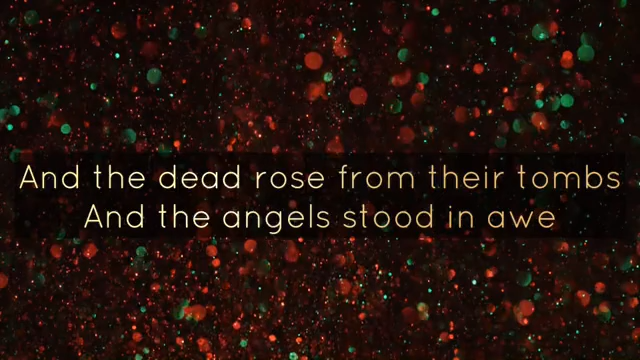 And the dead rose from their tombs
And the angels stood in awe